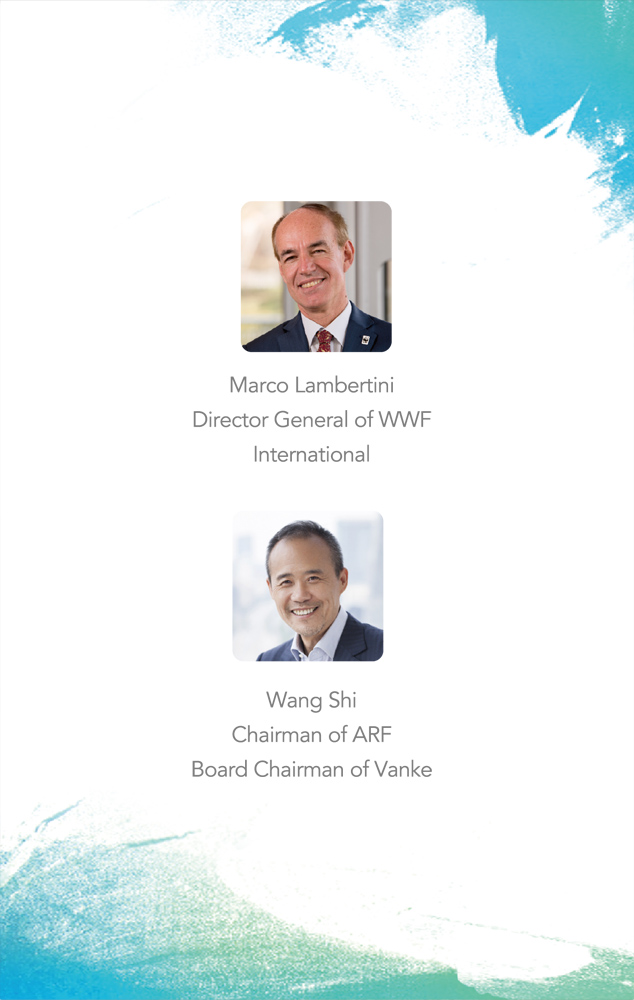 Marco Lambertini
Director General of WWF
International
Wang Shi
Chairman of ARF
Board Chairman of Vanke